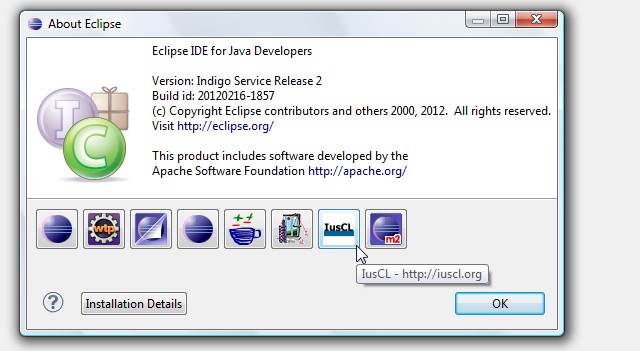 About Eclipse
Eclipse IDE for Java Developers
Version: Indigo Service Release 2
Build id: 20120216-1857
(c) Copyright Eclipse contributors and others 2000, 2012.  All rights reserved.
Visit http://eclipse.org/
This product includes software developed by the
Apache Software Foundation http://apache.org/
I
C
wtp
IusCL
m2
IusCL - http://iuscl.org
?
Installation Details
OK